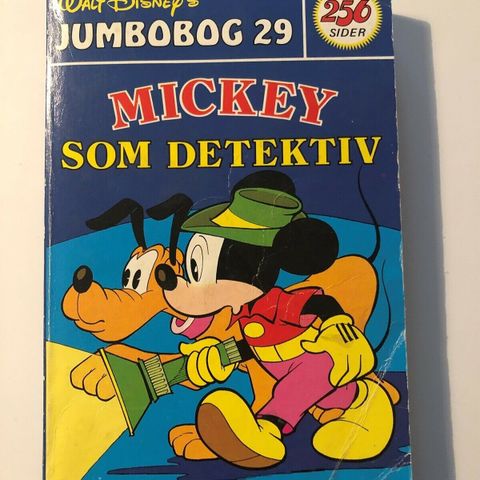 Walt Disney's
JUMBOBOG 29
256
SIDER
MICKEY
SOM DETEKTIV